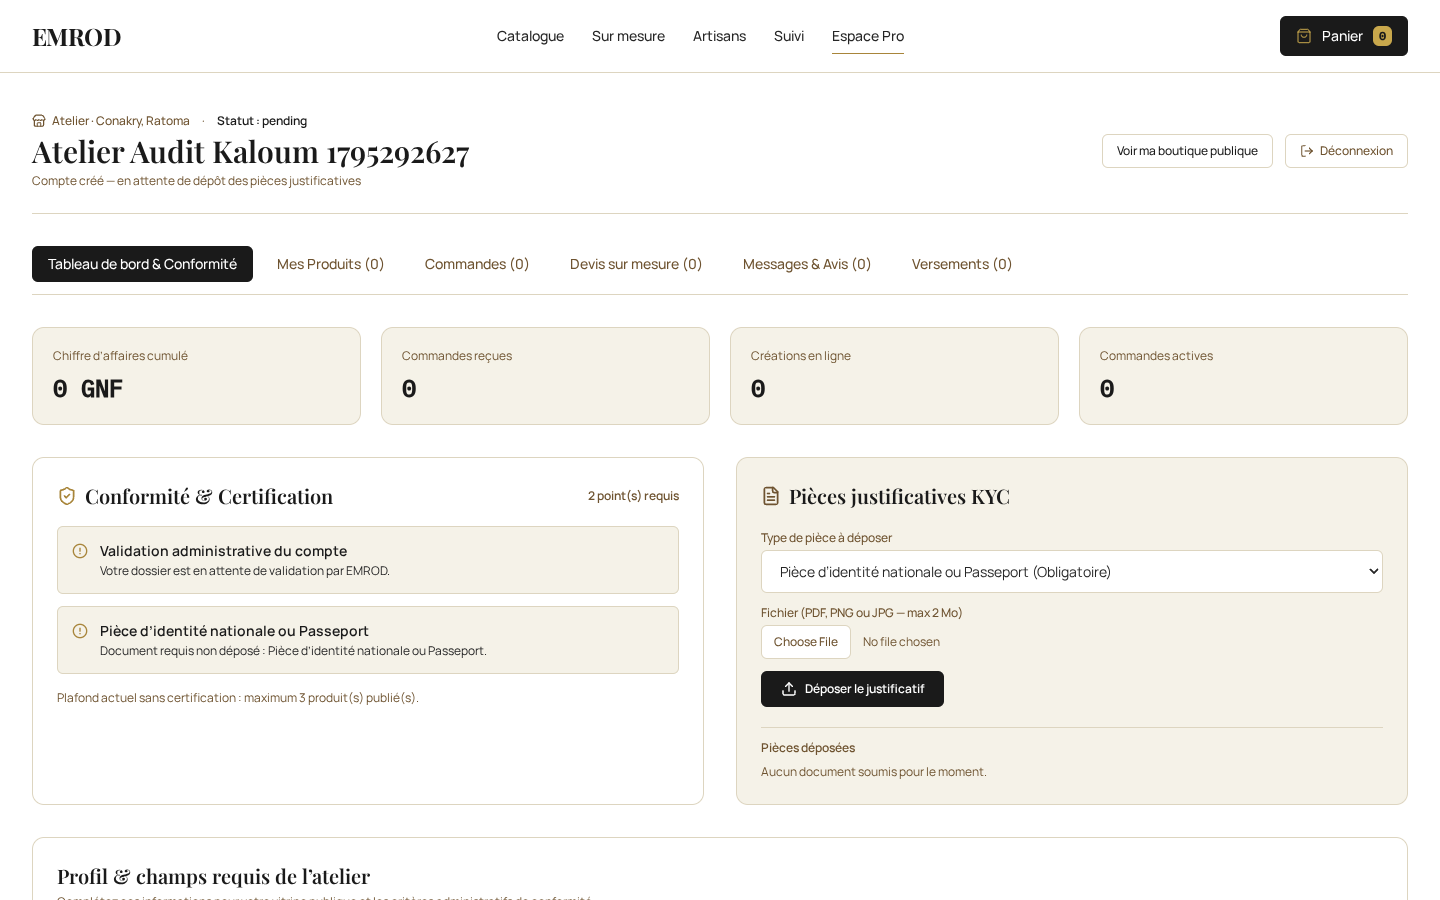 EMROD
Catalogue
Sur mesure
Artisans
Suivi
Espace Pro
Panier
0
Atelier · Conakry, Ratoma · Statut : pending
Atelier Audit Kaloum 1795292627
Compte créé — en attente de dépôt des pièces justificatives
Voir ma boutique publique
Déconnexion
Tableau de bord & Conformité
Mes Produits (0)
Commandes (0)
Devis sur mesure (0)
Messages & Avis (0)
Versements (0)
Chiffre d'affaires cumulé
0 GNF
Commandes reçues
0
Créations en ligne
0
Commandes actives
0
Conformité & Certification
2 point(s) requis
Validation administrative du compte
Votre dossier est en attente de validation par EMROD.
Pièce d’identité nationale ou Passeport
Document requis non déposé : Pièce d’identité nationale ou Passeport.
Plafond actuel sans certification : maximum 3 produit(s) publié(s).
Pièces justificatives KYC
Type de pièce à déposer
Pièce d’identité nationale ou Passeport (Obligatoire)
Fichier (PDF, PNG ou JPG — max 2 Mo)
Choose File
No file chosen
Déposer le justificatif
Pièces déposées
Aucun document soumis pour le moment.
Profil & champs requis de l’atelier